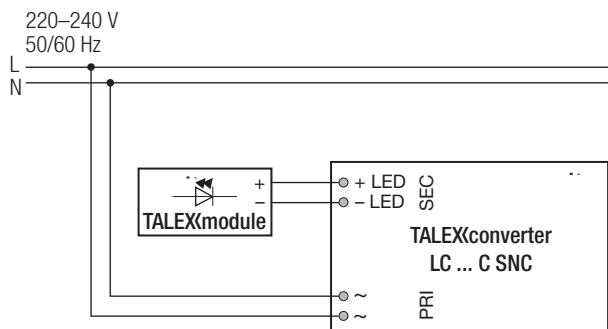 220–240 V
50/60 Hz
L
N
+
−
TALEXmodule
+ LED
− LED
SEC
TALEXconverter
LC ... C SNC
~
~
PRI